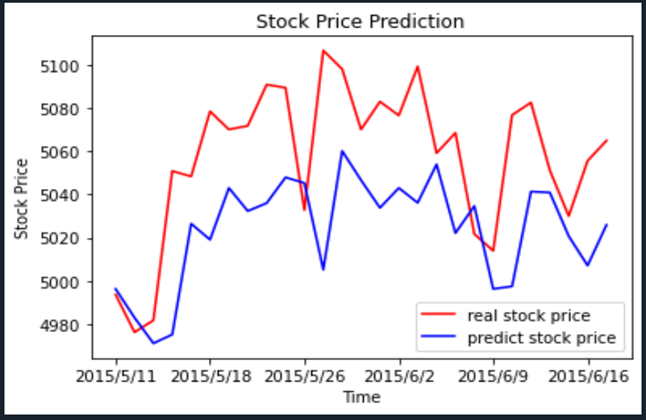 Stock Price Prediction
Stock Price
5100
5080
5060
5040
5020
5000
4980
real stock price
predict stock price
2015/5/11 2015/5/18 2015/5/26 2015/6/2 2015/6/9 2015/6/16
Time